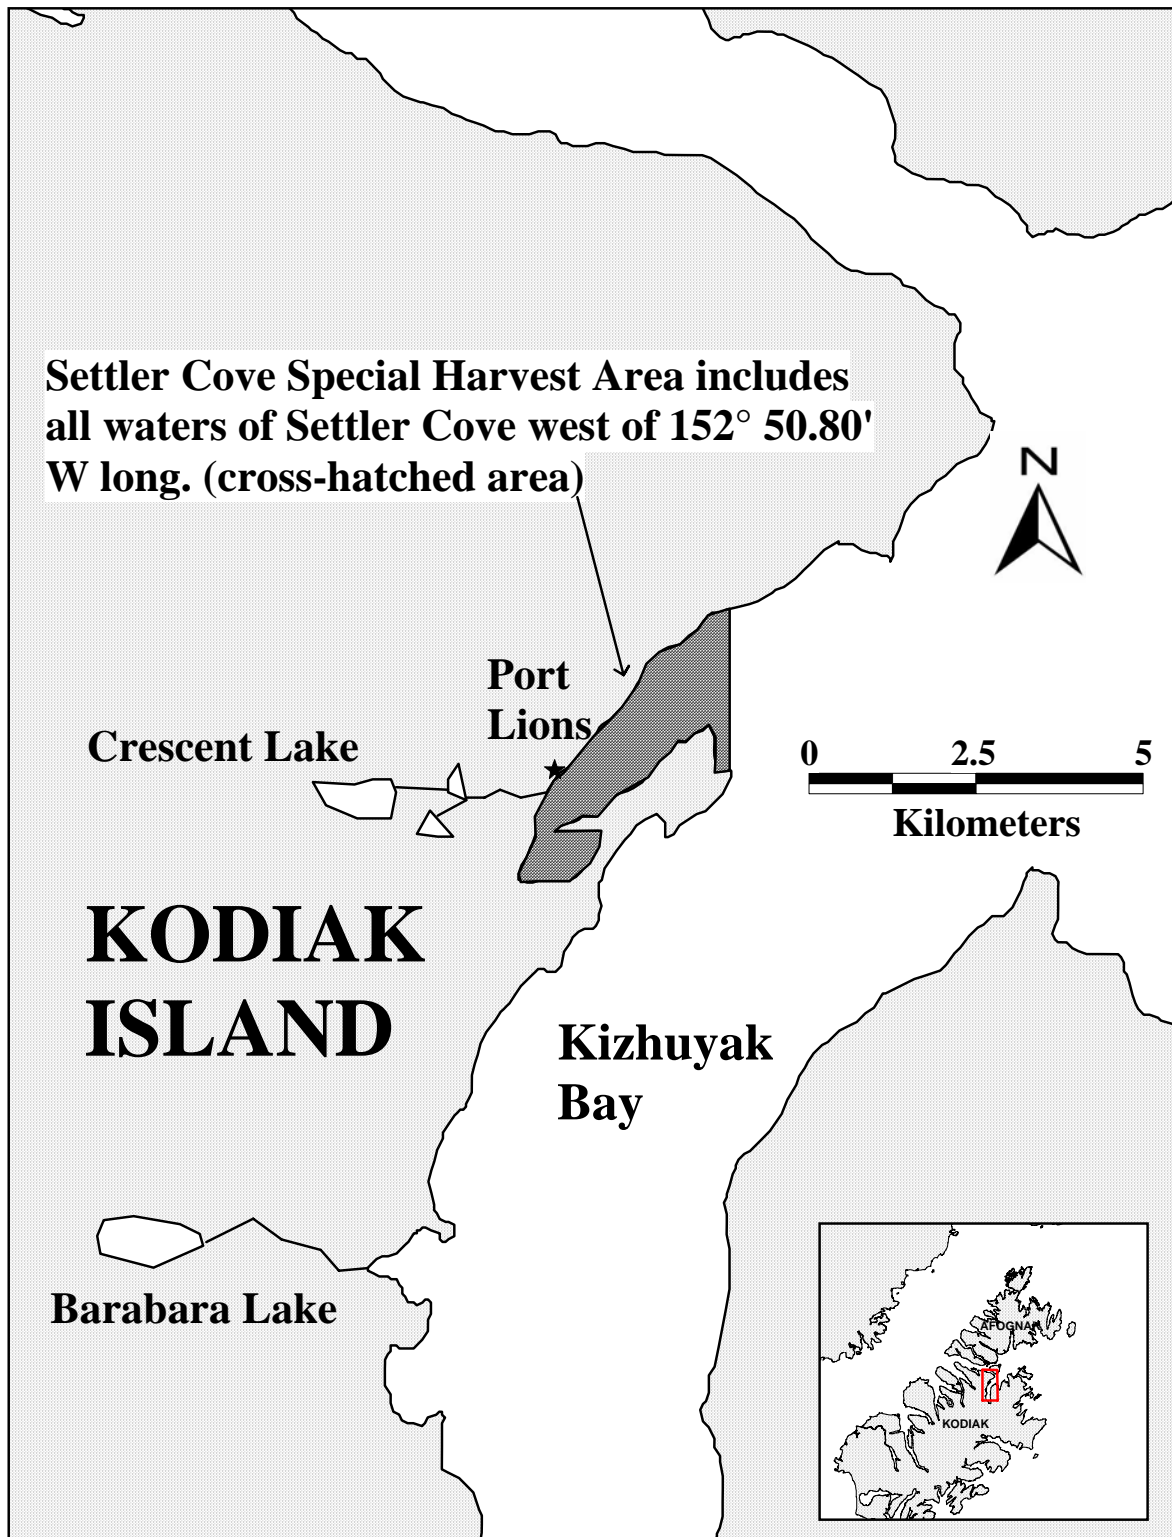 Settler Cove Special Harvest Area includes
all waters of Settler Cove west of 152° 50.80'
W long. (cross-hatched area)
N
Port
Lions
Crescent Lake
0 2.5 5
Kilometers
KODIAK
ISLAND
Kizhuyak
Bay
Barabara Lake
AFOGNAK
KODIAK